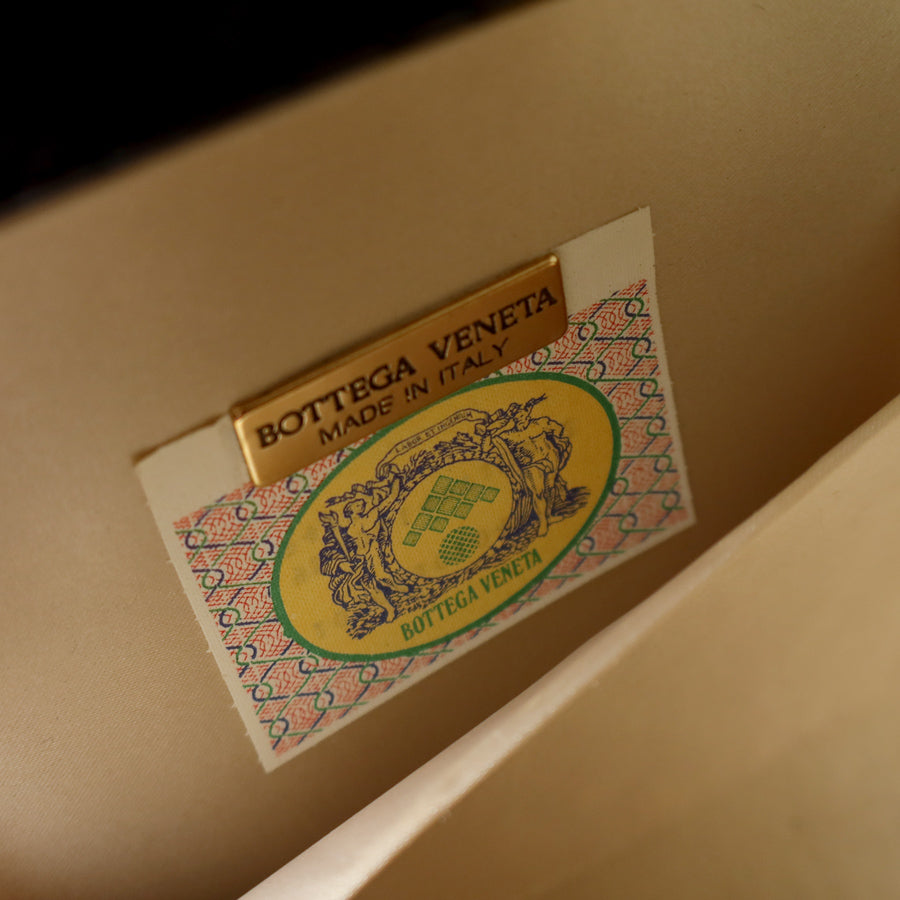 BOTTEGA VENETA
MADE IN ITALY
LABOR ET INGENIUM
BOTTEGA VENETA